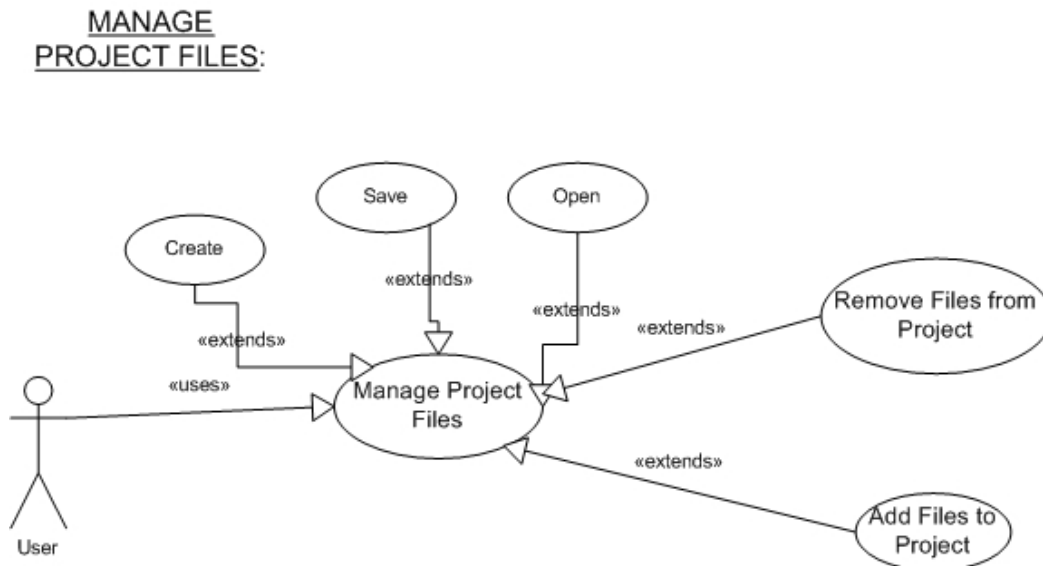 MANAGE
PROJECT FILES:
Save
Open
Create
«extends»
«extends»
«extends»
«extends»
Remove Files from
Project
«uses»
Manage Project
Files
«extends»
Add Files to
Project
User